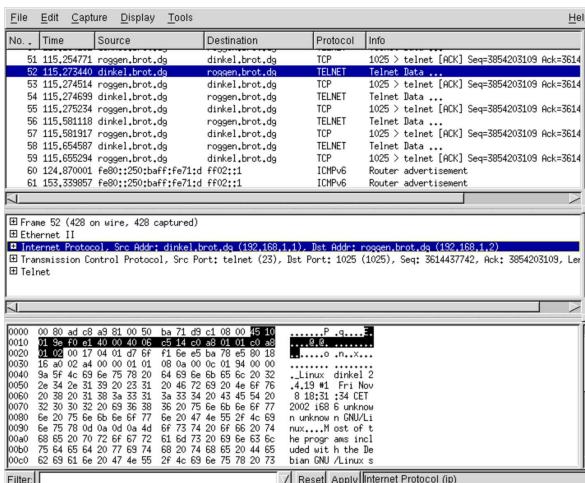 File Edit Capture Display Tools Hel
No. . Time Source Destination Protocol Info
51 115.254771 roggen.brot.dg dinkel.brot.dg TCP 1025 > telnet [ACK] Seq=3854203109 Ack=3614
52 115.273440 dinkel.brot.dg roggen.brot.dg TELNET Telnet Data ...
53 115.274514 roggen.brot.dg dinkel.brot.dg TCP 1025 > telnet [ACK] Seq=3854203109 Ack=3614
54 115.274699 dinkel.brot.dg roggen.brot.dg TELNET Telnet Data ...
55 115.275234 roggen.brot.dg dinkel.brot.dg TCP 1025 > telnet [ACK] Seq=3854203109 Ack=3614
56 115.581118 dinkel.brot.dg roggen.brot.dg TELNET Telnet Data ...
57 115.581917 roggen.brot.dg dinkel.brot.dg TCP 1025 > telnet [ACK] Seq=3854203109 Ack=3614
58 115.654587 dinkel.brot.dg roggen.brot.dg TELNET Telnet Data ...
59 115.655294 roggen.brot.dg dinkel.brot.dg TCP 1025 > telnet [ACK] Seq=3854203109 Ack=3614
60 124.870001 fe80::250:baff:fe71:d ff02::1 ICMPv6 Router advertisement
61 153.339857 fe80::250:baff:fe71:d ff02::1 ICMPv6 Router advertisement
Frame 52 (428 on wire, 428 captured)
Ethernet II
Internet Protocol, Src Addr: dinkel.brot.dg (192.168.1.1), Dst Addr: roggen.brot.dg (192.168.1.2)
Transmission Control Protocol, Src Port: telnet (23), Dst Port: 1025 (1025), Seq: 3614437742, Ack: 3854203109, Len
Telnet
0000 00 80 ad c8 a9 81 00 50 ba 71 d9 c1 08 00 45 10 .......P .q....E.
0010 01 9e f0 e1 40 00 40 06 c5 14 c0 a8 01 01 c0 a8 ....@.@. ........
0020 01 02 00 17 04 01 d7 6f f1 6e e5 ba 78 e5 80 18 .......o .n..x...
0030 16 a0 02 a4 00 00 01 01 08 0a 00 0c 01 94 00 00 ........ ........
0040 9a 5f 4c 69 6e 75 78 20 64 69 6e 6b 65 6c 20 32 ._Linux dinkel 2
0050 2e 34 2e 31 39 20 23 31 20 46 72 69 20 4e 6f 76 .4.19 #1 Fri Nov
0060 20 38 20 31 38 3a 33 31 3a 33 34 20 43 45 54 20 8 18:31 :34 CET
0070 32 30 30 32 20 69 36 38 36 20 75 6e 6b 6e 6f 77 2002 i68 6 unknow
0080 6e 20 75 6e 6b 6e 6f 77 6e 20 47 4e 55 2f 4c 69 n unknow n GNU/Li
0090 6e 75 78 0d 0a 0d 0a 4d 6f 73 74 20 6f 66 20 74 nux....M ost of t
00a0 68 65 20 70 72 6f 67 72 61 6d 73 20 69 6e 63 6c he progr ams incl
00b0 75 64 65 64 20 77 69 74 68 20 74 68 65 20 44 65 uded wit h the De
00c0 62 69 61 6e 20 47 4e 55 2f 4c 69 6e 75 78 20 73 bian GNU /Linux s
Filter: Reset Apply Internet Protocol (ip)